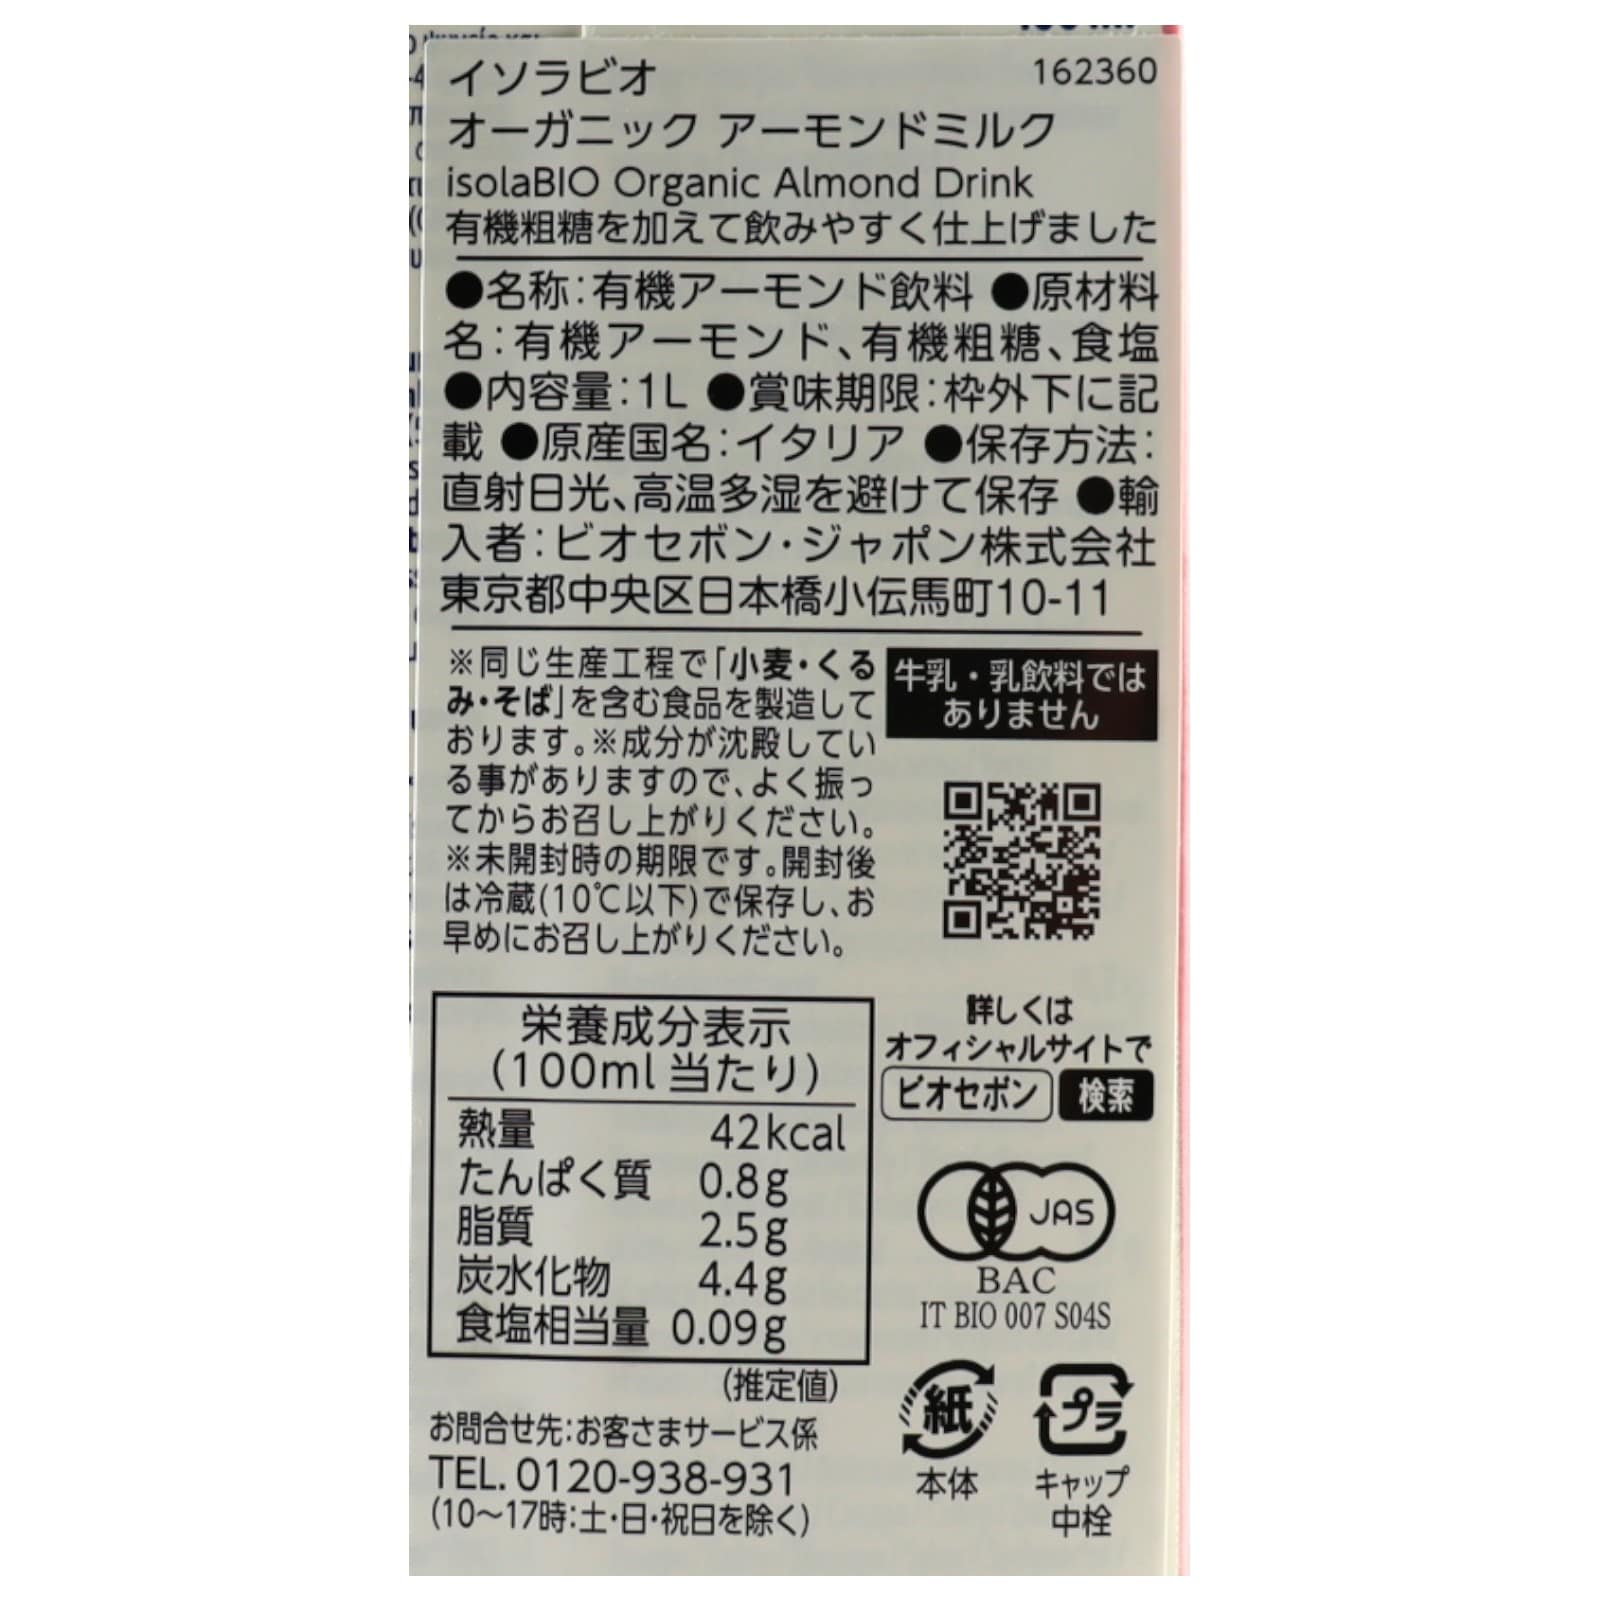 イソラビオ 162360
オーガニック アーモンドミルク
isolaBIO Organic Almond Drink
有機粗糖を加えて飲みやすく仕上げました
●名称:有機アーモンド飲料 ●原材料
名:有機アーモンド、有機粗糖、食塩
●内容量:1L ●賞味期限:枠外下に記
載 ●原産国名:イタリア ●保存方法:
直射日光、高温多湿を避けて保存 ●輸
入者:ビオセボン・ジャポン株式会社
東京都中央区日本橋小伝馬町10-11
※同じ生産工程で「小麦・くる
み・そば」を含む食品を製造して
おります。※成分が沈殿してい
る事がありますので、よく振っ
てからお召し上がりください。
※未開封時の期限です。開封後
は冷蔵(10℃以下)で保存し、お
早めにお召し上がりください。
牛乳・乳飲料では
ありません
詳しくは
オフィシャルサイトで
ビオセボン 検索
栄養成分表示
(100ml当たり)
熱量 42kcal
たんぱく質 0.8g
脂質 2.5g
炭水化物 4.4g
食塩相当量 0.09g
(推定値)
お問合せ先:お客さまサービス係
TEL. 0120-938-931
(10〜17時:土・日・祝日を除く)
JAS
BAC
IT BIO 007 S04S
紙
本体
プラ
キャップ
中栓